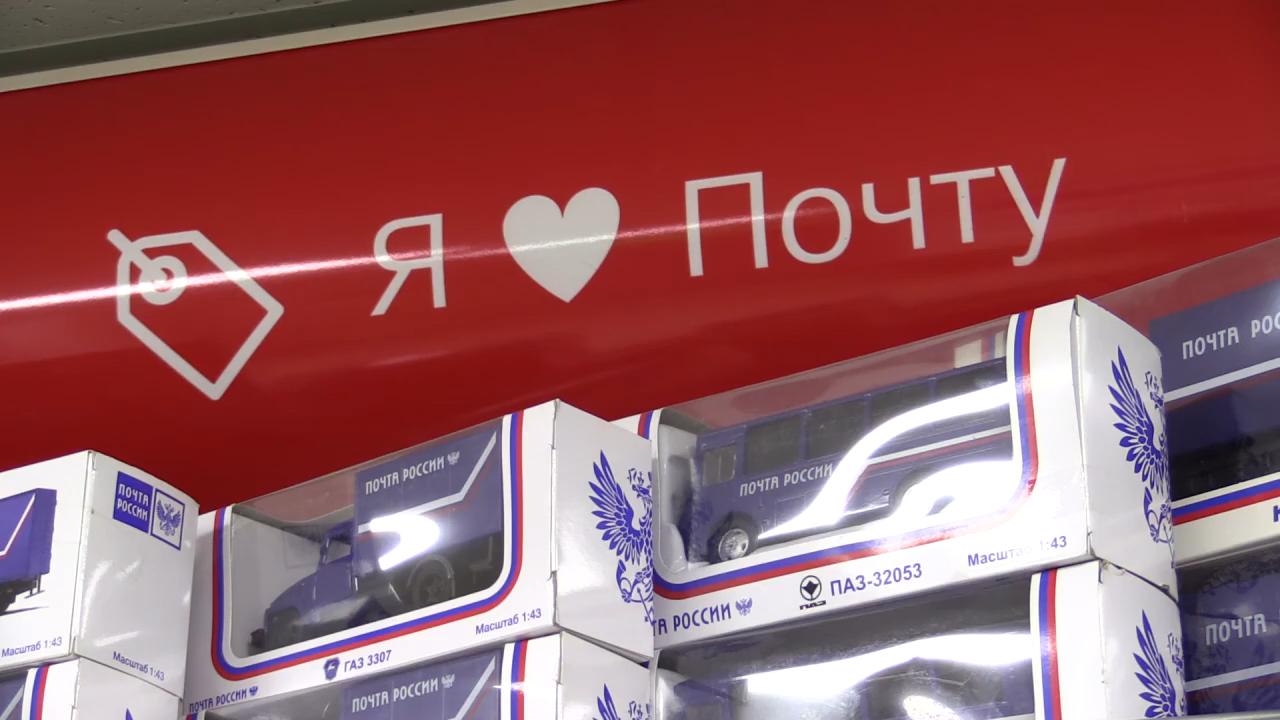 Я ♥ Почту
ПОЧТА
РОССИИ
Масштаб 1:43
Масштаб 1:43
ПОЧТА РОССИИ
Масштаб 1:43
ГАЗ 3307
ПОЧТА РОССИИ
ПОЧТА РОССИИ
ПОЧТА РОССИИ
Масштаб 1:43
ПАЗ
ПАЗ-32053
РОССИИ
ПОЧТА
ПОЧТА